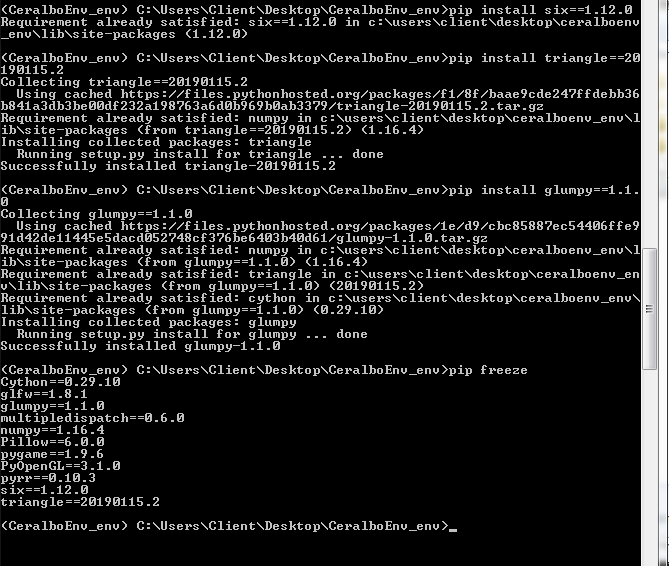 (CeralboEnv_env) C:\Users\Client\Desktop\CeralboEnv_env>pip install six==1.12.0
Requirement already satisfied: six==1.12.0 in c:\users\client\desktop\ceralboenv
_env\lib\site-packages (1.12.0)
(CeralboEnv_env) C:\Users\Client\Desktop\CeralboEnv_env>pip install triangle==20
190115.2
Collecting triangle==20190115.2
  Using cached https://files.pythonhosted.org/packages/f1/8f/baae9cde247ffdebb36
b841a3db3be00df232a198763a6d0b969b0ab3379/triangle-20190115.2.tar.gz
Requirement already satisfied: numpy in c:\users\client\desktop\ceralboenv_env\l
ib\site-packages (from triangle==20190115.2) (1.16.4)
Installing collected packages: triangle
  Running setup.py install for triangle ... done
Successfully installed triangle-20190115.2
(CeralboEnv_env) C:\Users\Client\Desktop\CeralboEnv_env>pip install glumpy==1.1.
0
Collecting glumpy==1.1.0
  Using cached https://files.pythonhosted.org/packages/1e/d9/cbc85887ec54406ffe9
91d42de11445e5dacd052748cf376be6403b40d61/glumpy-1.1.0.tar.gz
Requirement already satisfied: numpy in c:\users\client\desktop\ceralboenv_env\l
ib\site-packages (from glumpy==1.1.0) (1.16.4)
Requirement already satisfied: triangle in c:\users\client\desktop\ceralboenv_en
v\lib\site-packages (from glumpy==1.1.0) (20190115.2)
Requirement already satisfied: cython in c:\users\client\desktop\ceralboenv_env\
lib\site-packages (from glumpy==1.1.0) (0.29.10)
Installing collected packages: glumpy
  Running setup.py install for glumpy ... done
Successfully installed glumpy-1.1.0
(CeralboEnv_env) C:\Users\Client\Desktop\CeralboEnv_env>pip freeze
Cython==0.29.10
glfw==1.8.1
glumpy==1.1.0
multipledispatch==0.6.0
numpy==1.16.4
Pillow==6.0.0
pygame==1.9.6
PyOpenGL==3.1.0
pyrr==0.10.3
six==1.12.0
triangle==20190115.2
(CeralboEnv_env) C:\Users\Client\Desktop\CeralboEnv_env>_